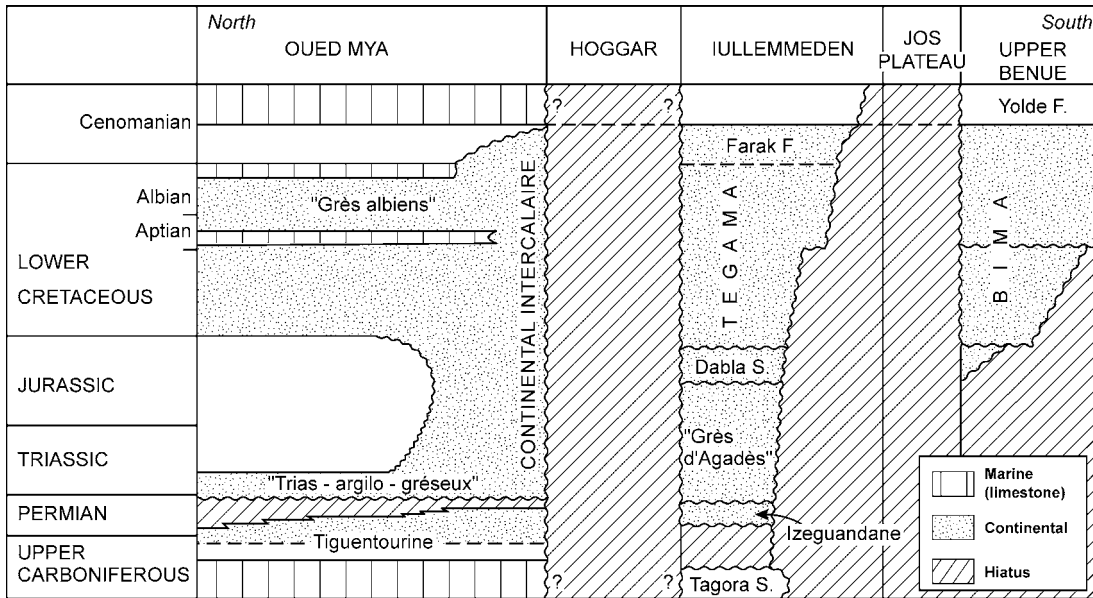 North
South
OUED MYA
HOGGAR
IULLEMMEDEN
JOS
PLATEAU
UPPER
BENUE
Cenomanian
?
?
Yolde F.
Farak F.
Albian
"Grès albiens"
Aptian
LOWER
CRETACEOUS
CONTINENTAL INTERCALAIRE
TEGAMA
BIMA
JURASSIC
Dabla S.
TRIASSIC
"Grès
d'Agadès"
"Trias - argilo - gréseux"
PERMIAN
Izeguandane
Tiguentourine
UPPER
CARBONIFEROUS
?
?
Tagora S.
Marine
(limestone)
Continental
Hiatus